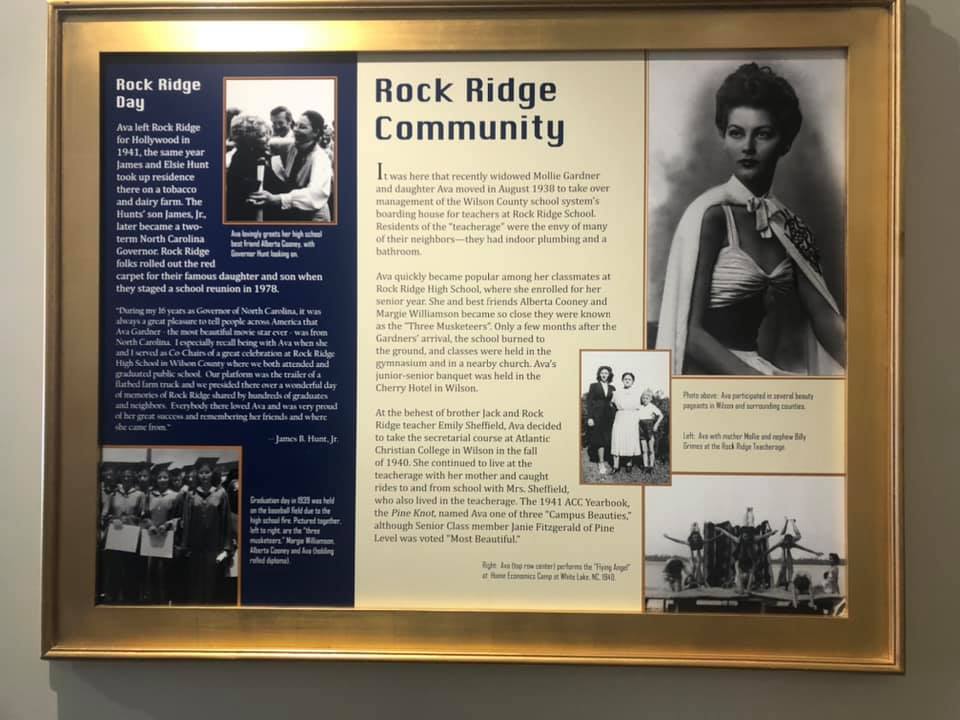 Rock Ridge
Day
Ava left Rock Ridge
for Hollywood in
1941, the same year
James and Elsie Hunt
took up residence
there on a tobacco
and dairy farm. The
Hunts' son James, Jr.,
later became a two-
term North Carolina
Governor. Rock Ridge
folks rolled out the red
carpet for their famous daughter and son when
they staged a school reunion in 1978.
Ava lovingly greets her high school
best friend Alberta Cooney, with
Governor Hunt looking on.
"During my 16 years as Governor of North Carolina, it was
always a great pleasure to tell people across America that
Ava Gardner - the most beautiful movie star ever - was from
North Carolina. I especially recall being with Ava when she
and I served as Co-Chairs of a great celebration at Rock Ridge
High School in Wilson County where we both attended and
graduated public school. Our platform was the trailer of a
flatbed farm truck and we presided there over a wonderful day
of memories of Rock Ridge shared by hundreds of graduates
and neighbors. Everybody there loved Ava and was very proud
of her great success and remembering her friends and where
she came from."
— James B. Hunt, Jr.
Graduation day in 1939 was held
on the baseball field due to the
high school fire. Pictured together,
left to right, are the "three
musketeers," Margie Williamson,
Alberta Cooney and Ava (holding
rolled diploma).
Rock Ridge
Community
It was here that recently widowed Mollie Gardner
and daughter Ava moved in August 1938 to take over
management of the Wilson County school system's
boarding house for teachers at Rock Ridge School.
Residents of the "teacherage" were the envy of many
of their neighbors—they had indoor plumbing and a
bathroom.
Ava quickly became popular among her classmates at
Rock Ridge High School, where she enrolled for her
senior year. She and best friends Alberta Cooney and
Margie Williamson became so close they were known
as the "Three Musketeers". Only a few months after the
Gardners' arrival, the school burned to
the ground, and classes were held in the
gymnasium and in a nearby church. Ava's
junior-senior banquet was held in the
Cherry Hotel in Wilson.
At the behest of brother Jack and Rock
Ridge teacher Emily Sheffield, Ava decided
to take the secretarial course at Atlantic
Christian College in Wilson in the fall
of 1940. She continued to live at the
teacherage with her mother and caught
rides to and from school with Mrs. Sheffield,
who also lived in the teacherage. The 1941 ACC Yearbook,
the Pine Knot, named Ava one of three "Campus Beauties,"
although Senior Class member Janie Fitzgerald of Pine
Level was voted "Most Beautiful."
Right: Ava (top row center) performs the "Flying Angel"
at Home Economics Camp at White Lake, NC, 1940.
Photo above: Ava participated in several beauty
pageants in Wilson and surrounding counties.
Left: Ava with mother Mollie and nephew Billy
Grimes at the Rock Ridge Teacherage.